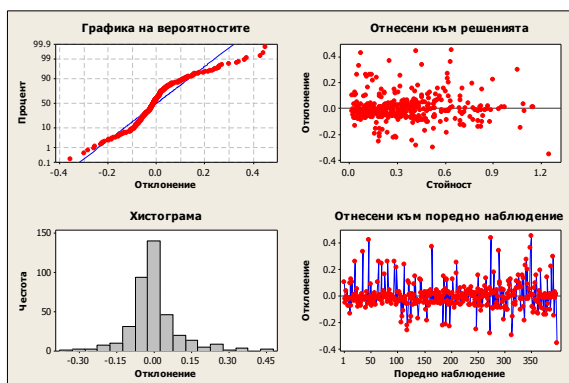 Графика на вероятностите
99.9
99
90
50
10
1
0.1
Процент
-0.4 -0.2 0.0 0.2 0.4
Отклонение
Отнесени към решенията
0.4
0.2
0.0
-0.2
-0.4
Отклонение
0.0 0.3 0.6 0.9 1.2
Стойност
Хистограма
150
100
50
0
Честота
-0.30 -0.15 0.00 0.15 0.30 0.45
Отклонение
Отнесени към поредно наблюдение
0.4
0.2
0.0
-0.2
-0.4
Отклонение
1 50 100 150 200 250 300 350
Поредно наблюдение